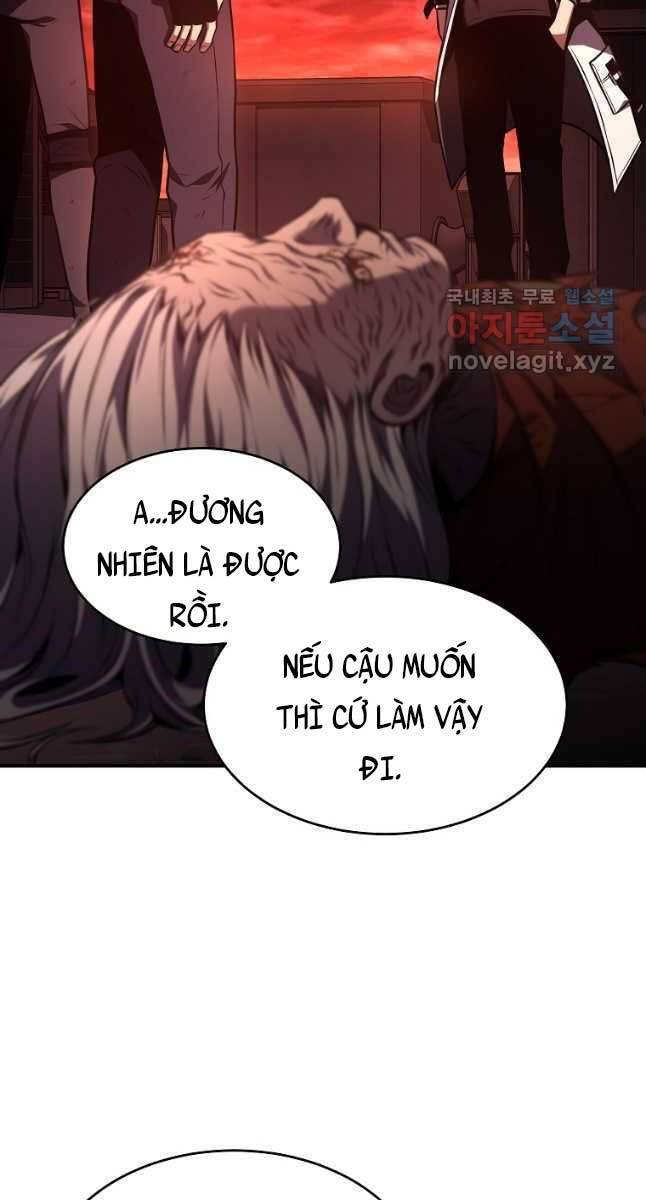 국내최초 무료 웹소설
아지툰소설
novelagit.xyz
A...ĐƯƠNG
NHIÊN LÀ ĐƯỢC
RỒI.
NẾU CẬU MUỐN
THÌ CỨ LÀM VẬY
ĐI.